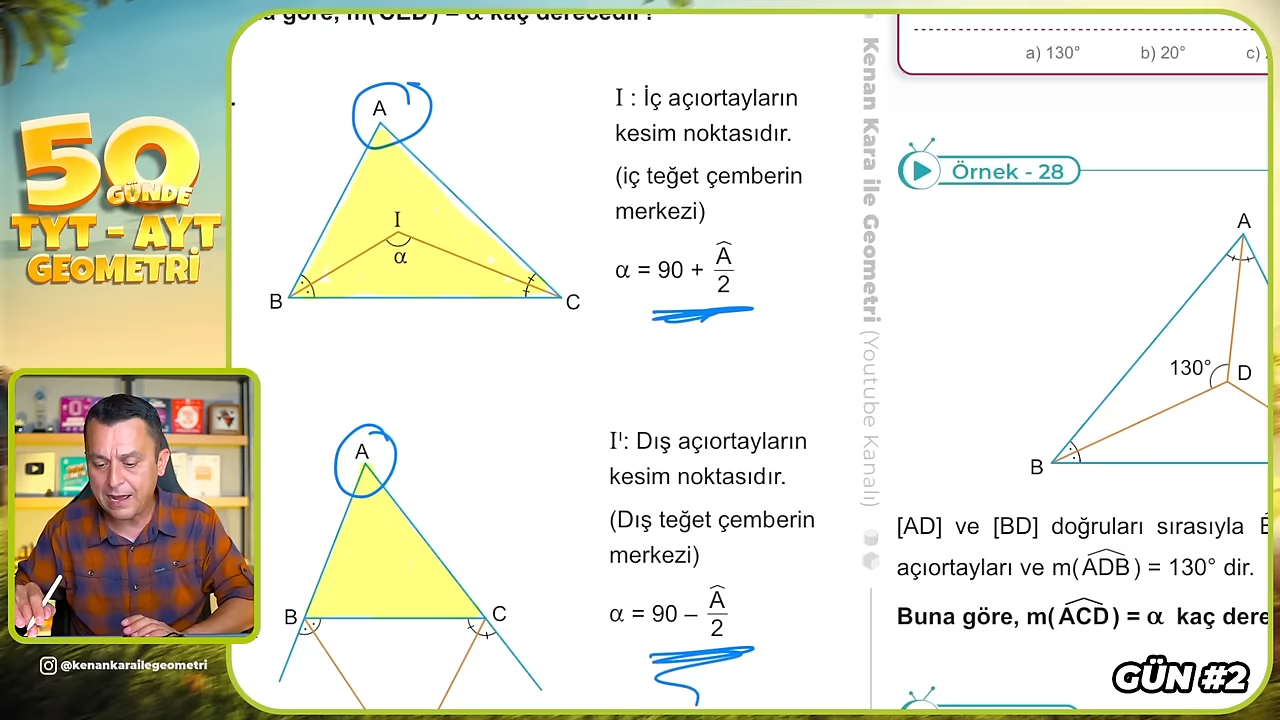 50
GÜNDE
TYT - AYT
GEOMETRİ
@kenankarailegeometri
göre, m(CED) = α kaç derecedir?
A
I
α
B
C
I : İç açıortayların
kesim noktasıdır.
(iç teğet çemberin
merkezi)
α = 90 + Â/2
A
B
C
I': Dış açıortayların
kesim noktasıdır.
(Dış teğet çemberin
merkezi)
α = 90 – Â/2
Kenan Kara ile Geometri (Youtube Kanalı)
a) 130° b) 20° c)
Örnek - 28
A
130°
D
B
[AD] ve [BD] doğruları sırasıyla
açıortayları ve m(ADB) = 130° dir.
Buna göre, m(ACD) = α kaç dere
GÜN #2